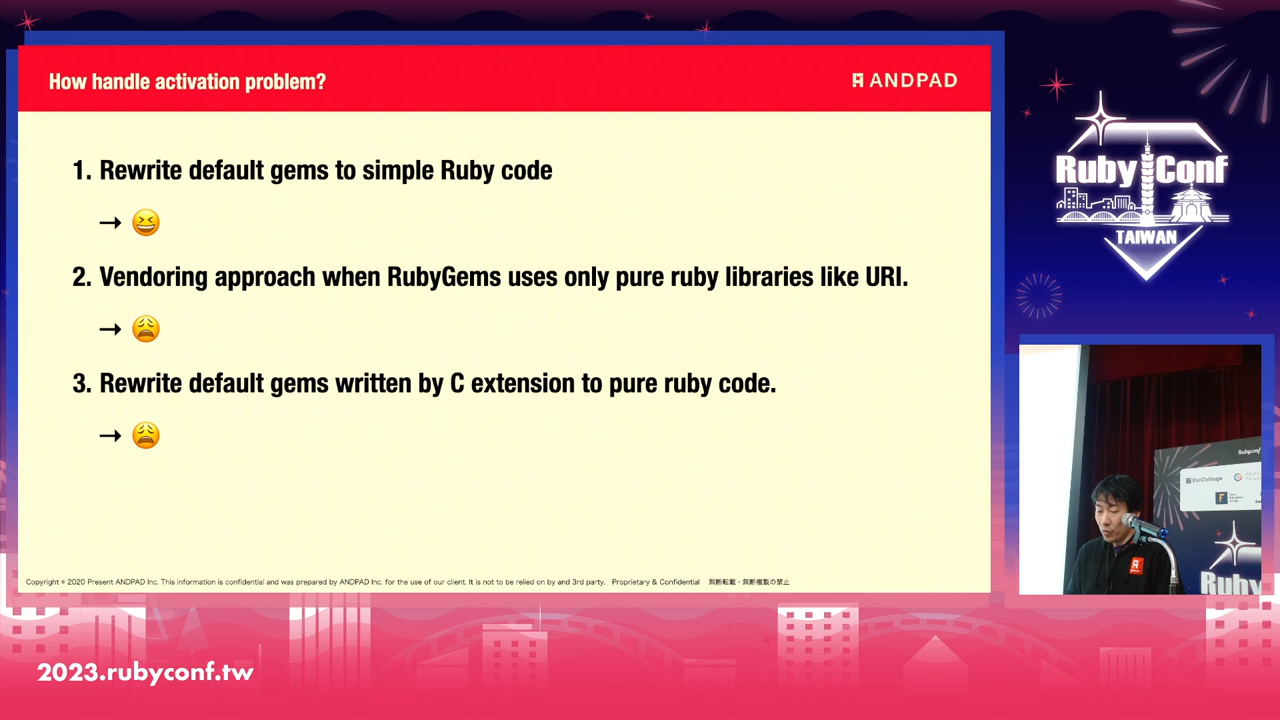 How handle activation problem?
ANDPAD
1. Rewrite default gems to simple Ruby code
→ 😆
2. Vendoring approach when RubyGems uses only pure ruby libraries like URI.
→ 😩
3. Rewrite default gems written by C extension to pure ruby code.
→ 😩
Copyright © 2020 Present ANDPAD Inc. This information is confidential and was prepared by ANDPAD Inc. for the use of our client. It is not to be relied on by and 3rd party. Proprietary & Confidential 無断転載・無断複製の禁止
RubyConf
TAIWAN
2023.rubyconf.tw